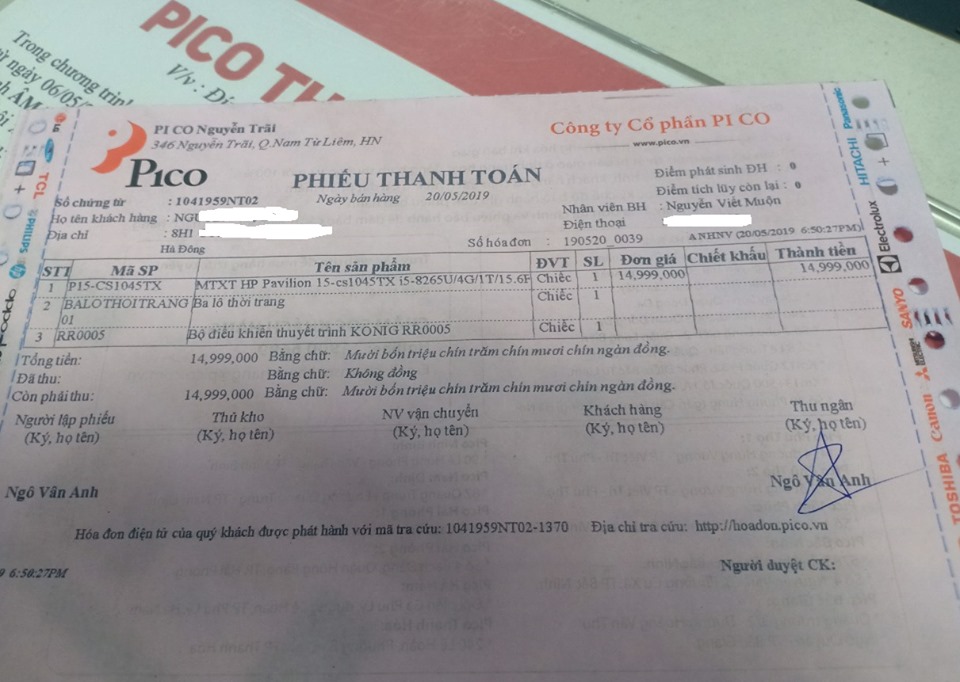 PICO TH
V/v : Đi
Trong chương trình
ừ ngày 06/05/
PI CO Nguyễn Trãi
346 Nguyễn Trãi, Q.Nam Từ Liêm, HN
PICO
Công ty Cổ phần PI CO
www.pico.vn
PHIẾU THANH TOÁN
Ngày bán hàng 20/05/2019
Điểm phát sinh ĐH : 0
Điểm tích lũy còn lại : 0
Số chứng từ : 1041959NT02
Nhân viên BH : Nguyễn Viết Muộn
Họ tên khách hàng : NGU
Điện thoại
Địa chỉ : 8H1
Hà Đông
Số hóa đơn : 190520_0039
ANHNV (20/05/2019 6:50:27PM)
STT Mã SP Tên sản phẩm ĐVT SL Đơn giá Chiết khấu Thành tiền
1 P15-CS1045TX MTXT HP Pavilion 15-cs1045TX i5-8265U/4G/1T/15.6F Chiếc 1 14,999,000 14,999,000
2 BALOTHOITRANG Ba lô thời trang Chiếc 1
01
3 RR0005 Bộ điều khiển thuyết trình KONIG RR0005 Chiếc 1
Tổng tiền: 14,999,000 Bằng chữ: Mười bốn triệu chín trăm chín mươi chín ngàn đồng.
Đã thu: Bằng chữ: Không đồng
Còn phải thu: 14,999,000 Bằng chữ: Mười bốn triệu chín trăm chín mươi chín ngàn đồng.
Người lập phiếu Thủ kho NV vận chuyển Khách hàng Thu ngân
(Ký, họ tên) (Ký, họ tên) (Ký, họ tên) (Ký, họ tên) (Ký, họ tên)
Ngô Vân Anh Ngô Vân Anh
Hóa đơn điện tử của quý khách được phát hành với mã tra cứu: 1041959NT02-1370 Địa chỉ tra cứu: http://hoadon.pico.vn
9 6:50:27PM
Người duyệt CK:
LG
TCL
PHILIPS
Panasonic
HITACHI
Electrolux
SANYO
Canon
TOSHIBA